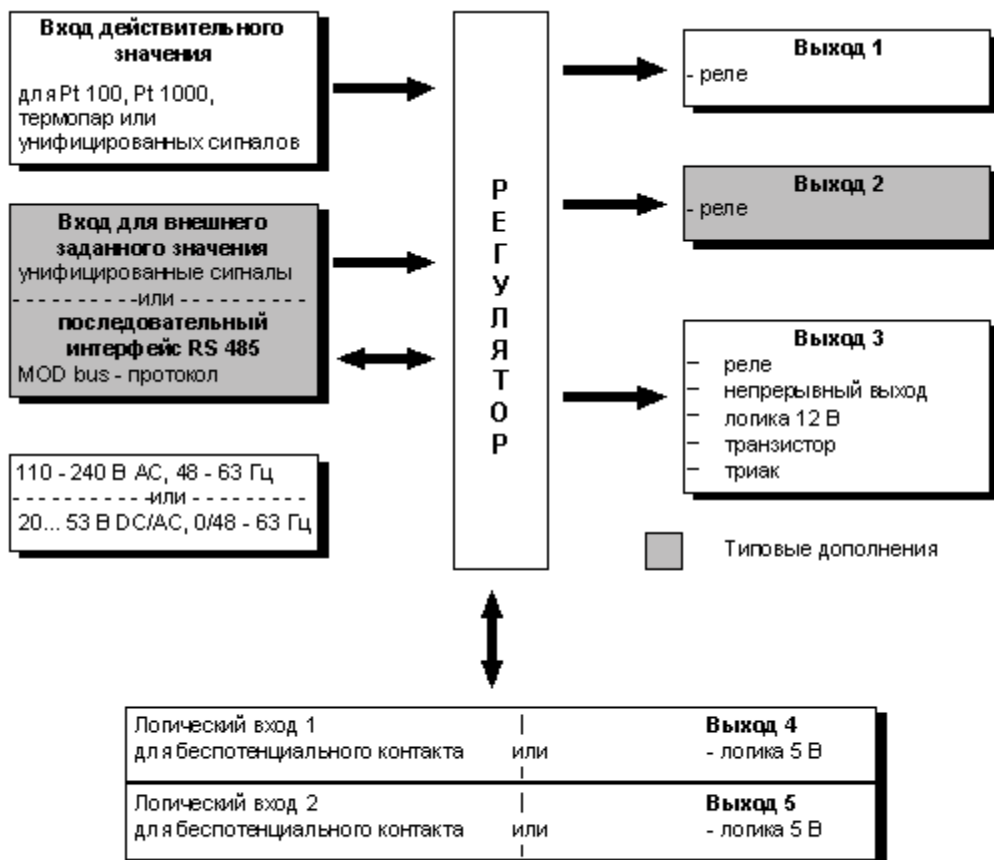 Вход действительного
значения
для Pt 100, Pt 1000,
термопар или
унифицированных сигналов
Вход для внешнего
заданного значения
унифицированные сигналы
- - - - - - - - - -или - - - - - - - - - -
последовательный
интерфейс RS 485
MOD bus - протокол
110 - 240 В AC, 48 - 63 Гц
- - - - - - - - - - -или - - - - - - - - -
20... 53 В DC/AC, 0/48 - 63 Гц
Р
Е
Г
У
Л
Я
Т
О
Р
Выход 1
- реле
Выход 2
- реле
Выход 3
– реле
– непрерывный выход
– логика 12 В
– транзистор
– триак
Типовые дополнения
Логический вход 1 | Выход 4
для беспотенциального контакта или - логика 5 В
Логический вход 2 | Выход 5
для беспотенциального контакта или - логика 5 В